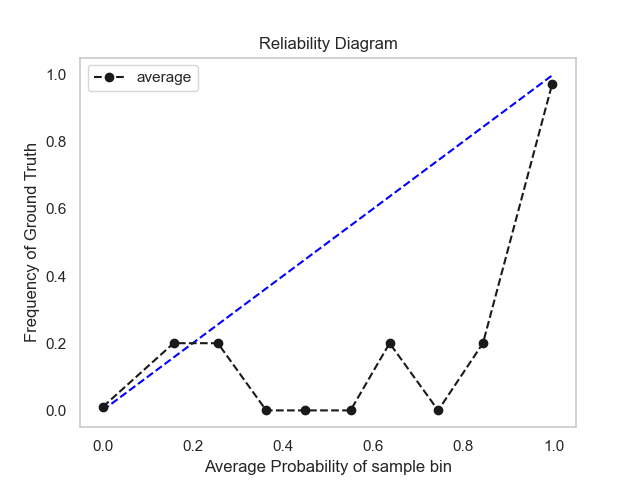 Reliability Diagram
average
1.0
0.8
0.6
0.4
0.2
0.0
Frequency of Ground Truth
0.0 0.2 0.4 0.6 0.8 1.0
Average Probability of sample bin